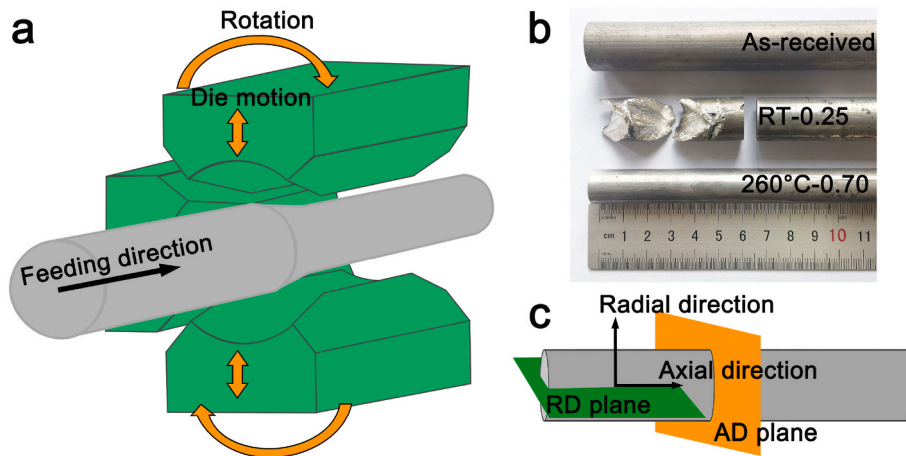 a
Rotation
Die motion
Feeding direction
b
As-received
RT-0.25
260°C-0.70
cm 1 2 3 4 5 6 7 8 9 10 11
c
Radial direction
Axial direction
RD plane
AD plane